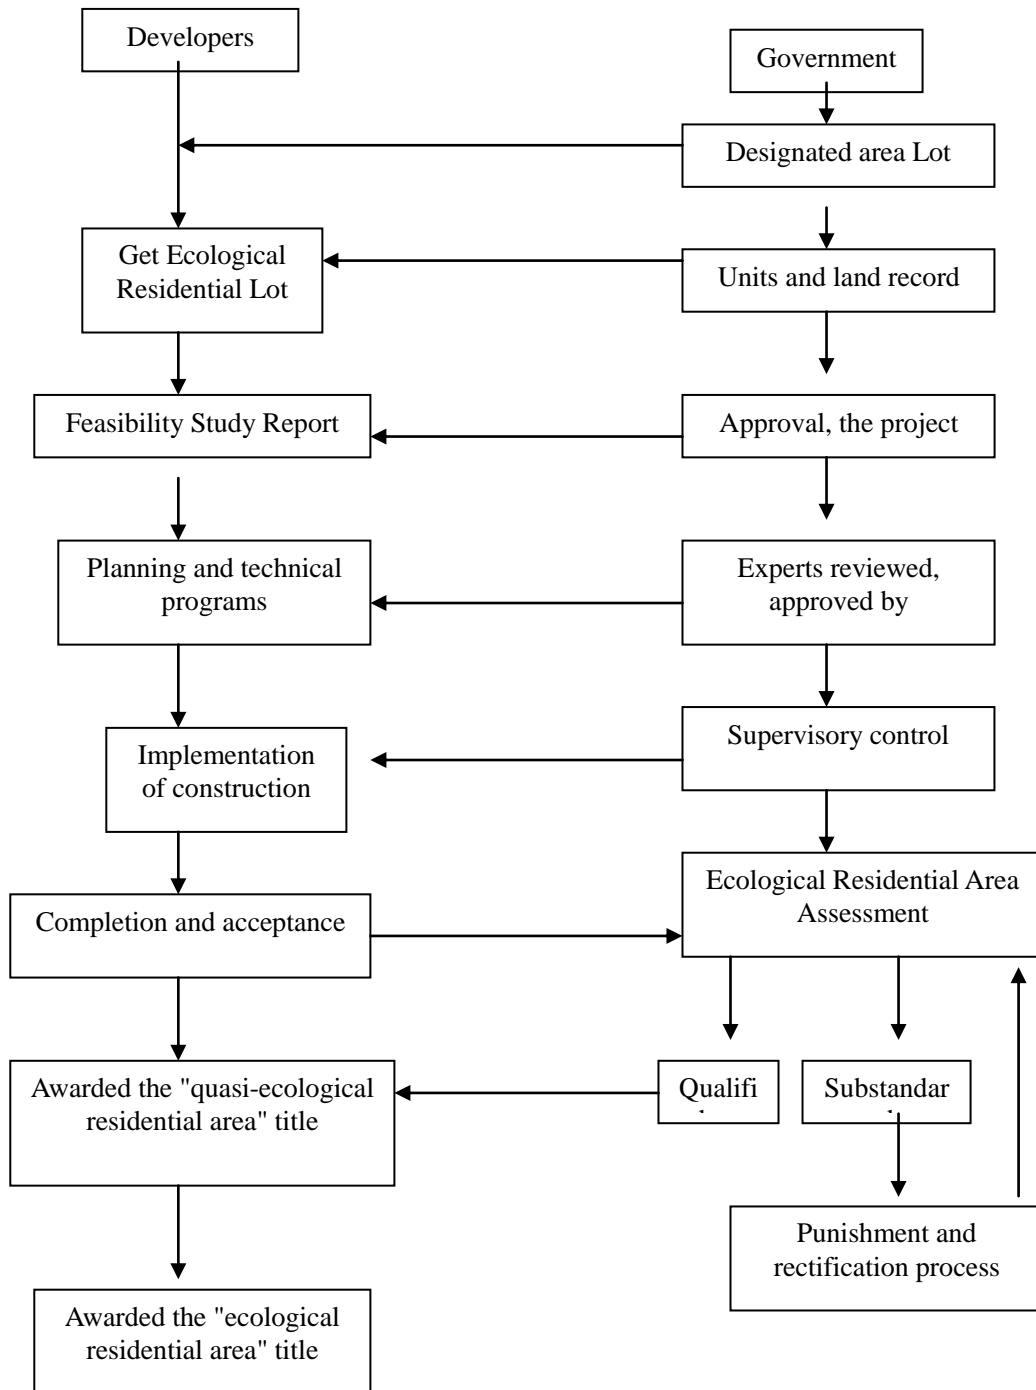 Developers
Government
Designated area Lot
Get Ecological
Residential Lot
Units and land record
Feasibility Study Report
Approval, the project
Planning and technical
programs
Experts reviewed,
approved by
Implementation
of construction
Supervisory control
Completion and acceptance
Ecological Residential Area
Assessment
Awarded the "quasi-ecological
residential area" title
Qualifi
Substandar
Punishment and
rectification process
Awarded the "ecological
residential area" title